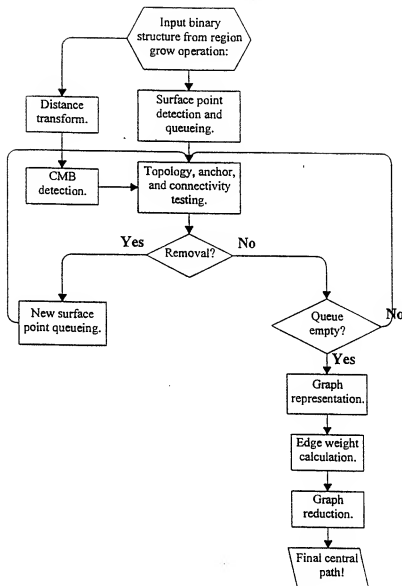 Input binary
structure from region
grow operation:
Distance
transform.
Surface point
detection and
queueing.
CMB
detection.
Topology, anchor,
and connectivity
testing.
Yes
Removal?
No
New surface
point queueing.
Queue
empty?
No
Yes
Graph
representation.
Edge weight
calculation.
Graph
reduction.
Final central
path!